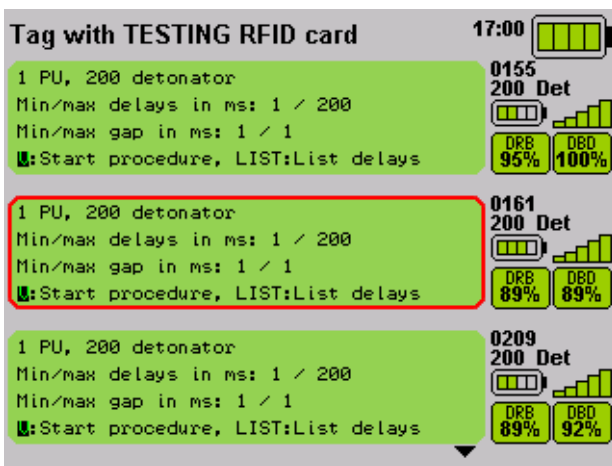 Tag with TESTING RFID card
17:00
1 PU, 200 detonator
Min/max delays in ms: 1 / 200
Min/max gap in ms: 1 / 1
U:Start procedure, LIST:List delays
0155
200 Det
DRB DBD
95% 100%
1 PU, 200 detonator
Min/max delays in ms: 1 / 200
Min/max gap in ms: 1 / 1
U:Start procedure, LIST:List delays
0161
200 Det
DRB DBD
89% 89%
1 PU, 200 detonator
Min/max delays in ms: 1 / 200
Min/max gap in ms: 1 / 1
U:Start procedure, LIST:List delays
0209
200 Det
DRB DBD
89% 92%